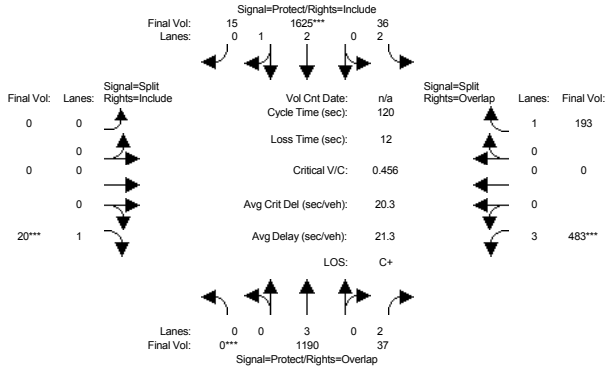 Signal=Protect/Rights=Include
Final Vol: 15 1625*** 36
Lanes: 0 1 2 0 2
Signal=Split Signal=Split
Final Vol: Lanes: Rights=Include Vol Cnt Date: n/a Rights=Overlap Lanes: Final Vol:
Cycle Time (sec): 120
0 0 1 193
Loss Time (sec): 12
0 0
0 0 Critical V/C: 0.456 0 0
0 Avg Crit Del (sec/veh): 20.3 0
20*** 1 Avg Delay (sec/veh): 21.3 3 483***
LOS: C+
Lanes: 0 0 3 0 2
Final Vol: 0*** 1190 37
Signal=Protect/Rights=Overlap